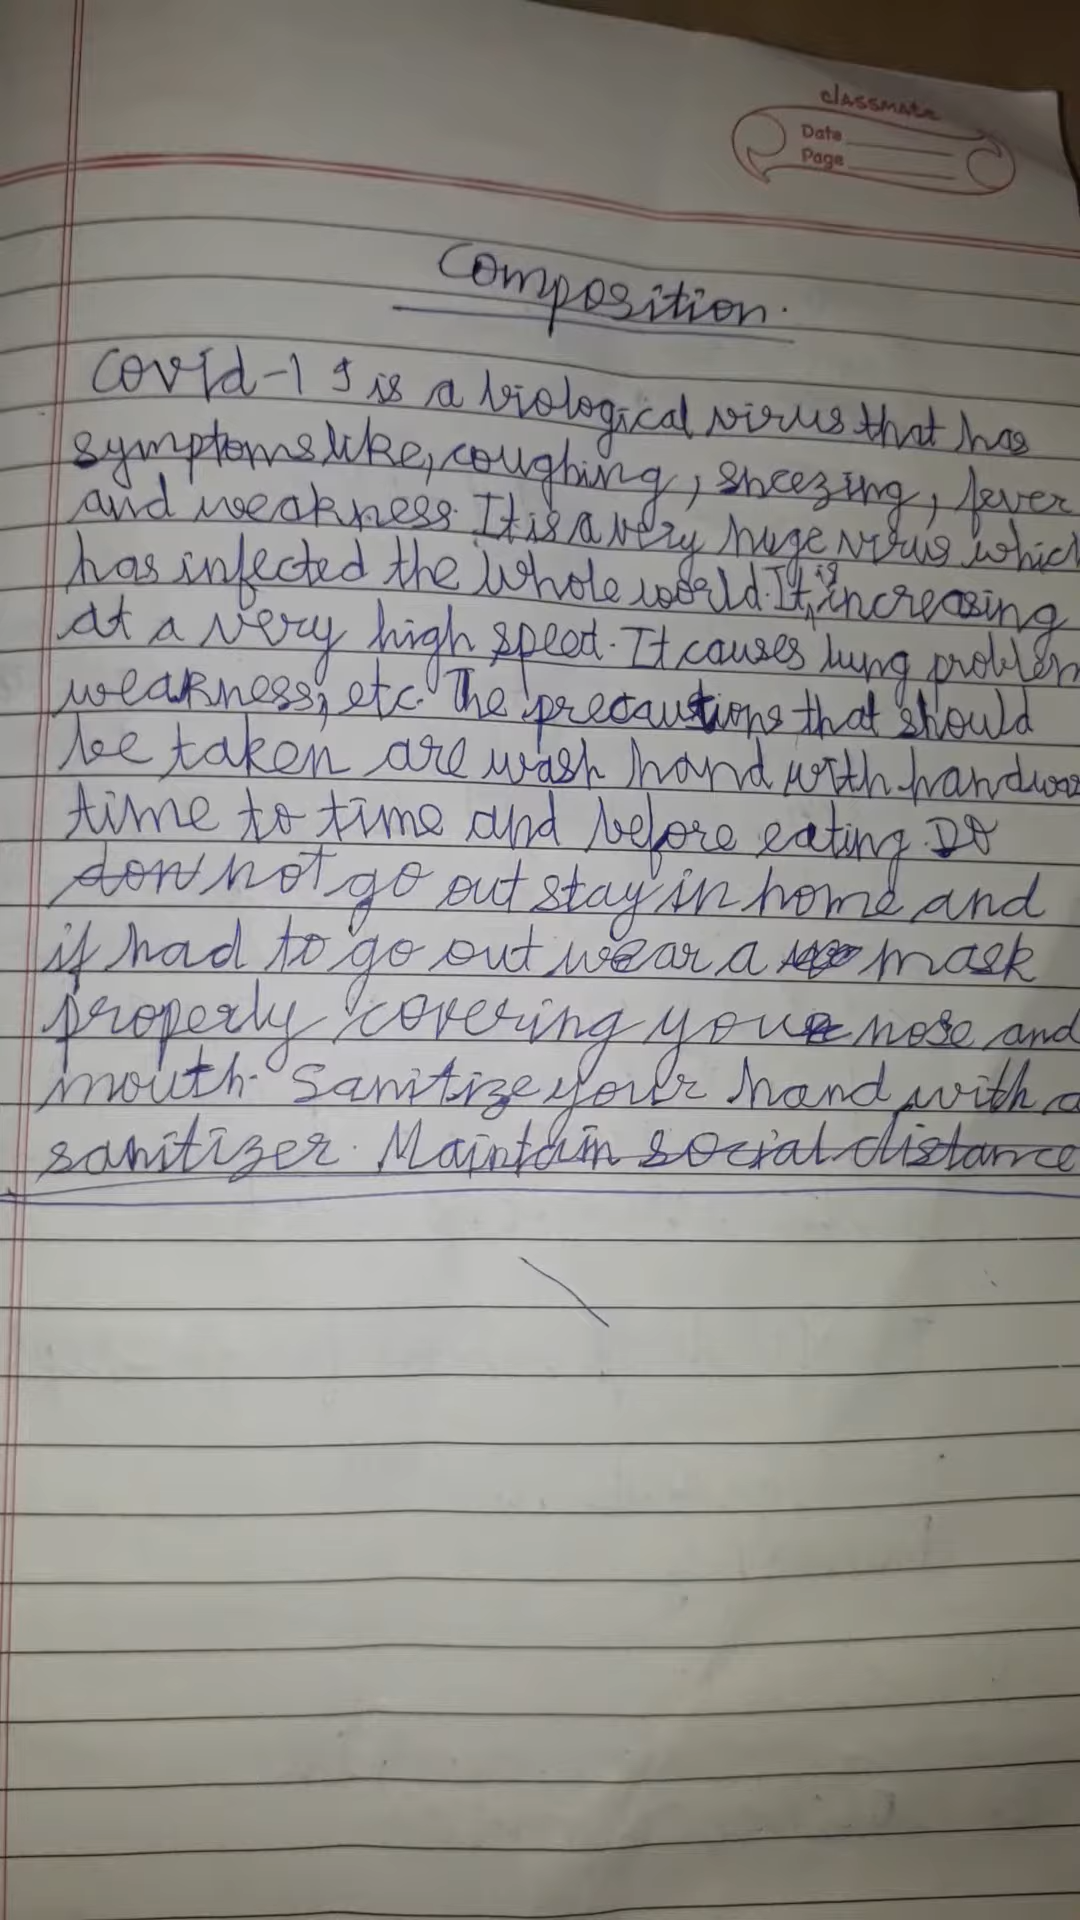 classmate
Date
Page
Composition.
Covid-19 is a biological virus that has
symptoms like, coughing, sneezing, fever
and weakness. It is a very huge virus which
has infected the whole world. It is increasing
at a very high speed. It causes lung problem
weakness, etc. The precautions that should
be taken are wash hand with handwas
time to time and before eating. Do
not go out stay in home and
if had to go out wear a mask
properly covering your nose and
mouth. Sanitize your hand with a
sanitizer. Maintain social distance